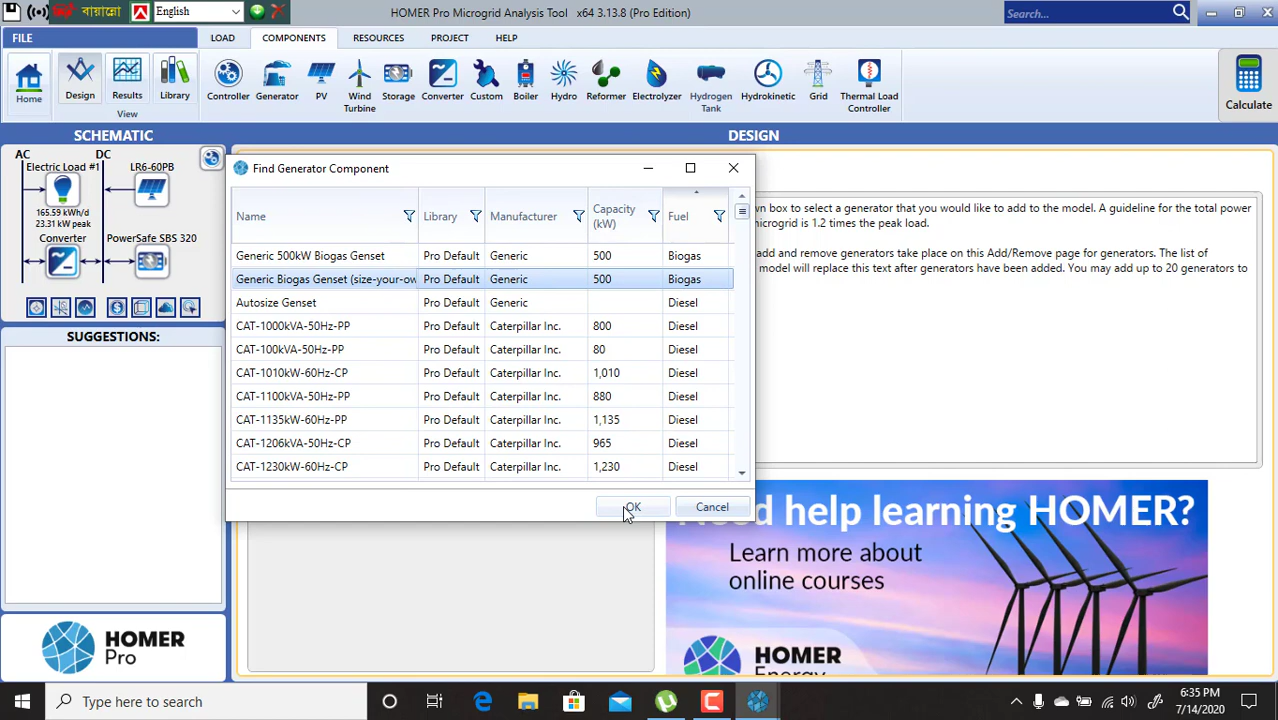 বায়ান্নো English HOMER Pro Microgrid Analysis Tool - x64 3.13.8 (Pro Edition) Search...
FILE LOAD COMPONENTS RESOURCES PROJECT HELP
Home Design Results Library Controller Generator PV Wind Turbine Storage Converter Custom Boiler Hydro Reformer Electrolyzer Hydrogen Tank Hydrokinetic Grid Thermal Load Controller Calculate
View
SCHEMATIC DESIGN
AC DC
Electric Load #1 LR6-60PB
165.59 kWh/d
23.31 kW peak
Converter PowerSafe SBS 320
SUGGESTIONS:
HOMER
Pro
Find Generator Component
Name Library Manufacturer Capacity (kW) Fuel
Generic 500kW Biogas Genset Pro Default Generic 500 Biogas
Generic Biogas Genset (size-your-ow Pro Default Generic 500 Biogas
Autosize Genset Pro Default Generic Diesel
CAT-1000kVA-50Hz-PP Pro Default Caterpillar Inc. 800 Diesel
CAT-100kVA-50Hz-PP Pro Default Caterpillar Inc. 80 Diesel
CAT-1010kW-60Hz-CP Pro Default Caterpillar Inc. 1,010 Diesel
CAT-1100kVA-50Hz-PP Pro Default Caterpillar Inc. 880 Diesel
CAT-1135kW-60Hz-PP Pro Default Caterpillar Inc. 1,135 Diesel
CAT-1206kVA-50Hz-CP Pro Default Caterpillar Inc. 965 Diesel
CAT-1230kW-60Hz-CP Pro Default Caterpillar Inc. 1,230 Diesel
OK Cancel
wn box to select a generator that you would like to add to the model. A guideline for the total power
microgrid is 1.2 times the peak load.
add and remove generators take place on this Add/Remove page for generators. The list of
model will replace this text after generators have been added. You may add up to 20 generators to
Need help learning HOMER?
Learn more about
online courses
HOMER
Energy
Type here to search
6:35 PM
7/14/2020